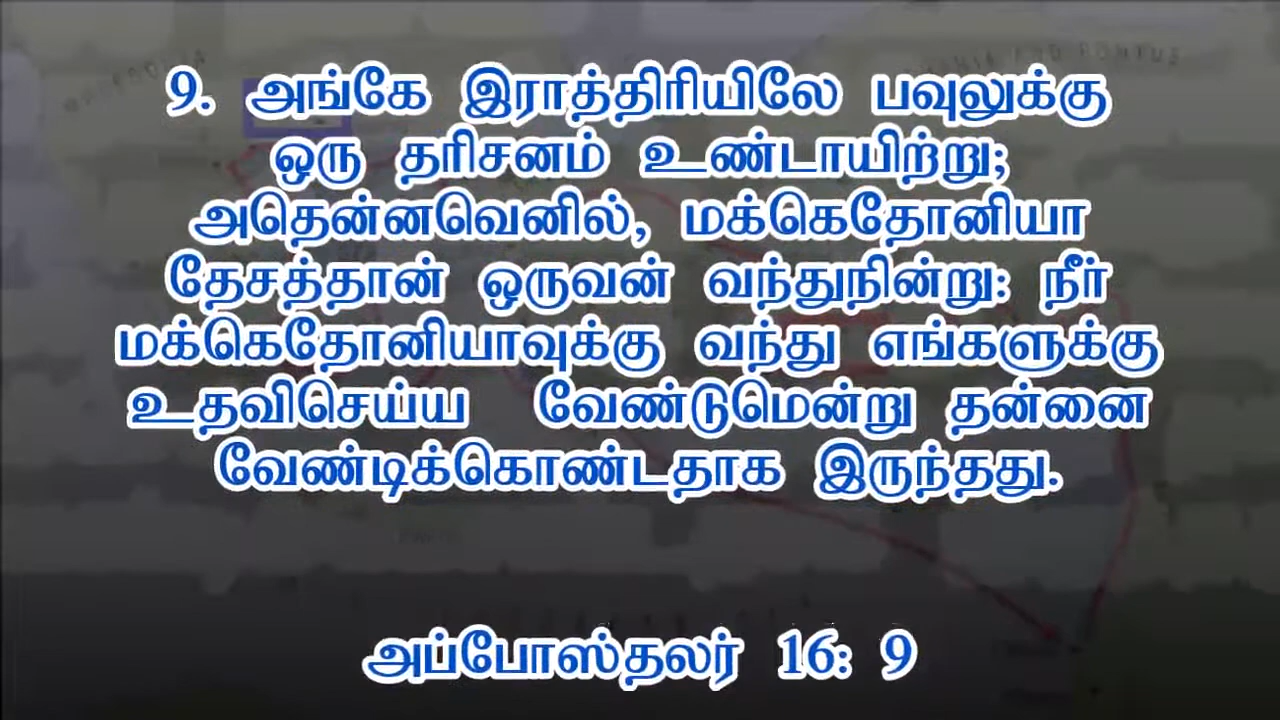 9. அங்கே இராத்திரியிலே பவுலுக்கு
ஒரு தரிசனம் உண்டாயிற்று;
அதென்னவெனில், மக்கெதோனியா
தேசத்தான் ஒருவன் வந்துநின்று: நீர்
மக்கெதோனியாவுக்கு வந்து எங்களுக்கு
உதவிசெய்ய வேண்டுமென்று தன்னை
வேண்டிக்கொண்டதாக இருந்தது.
அப்போஸ்தலர் 16: 9